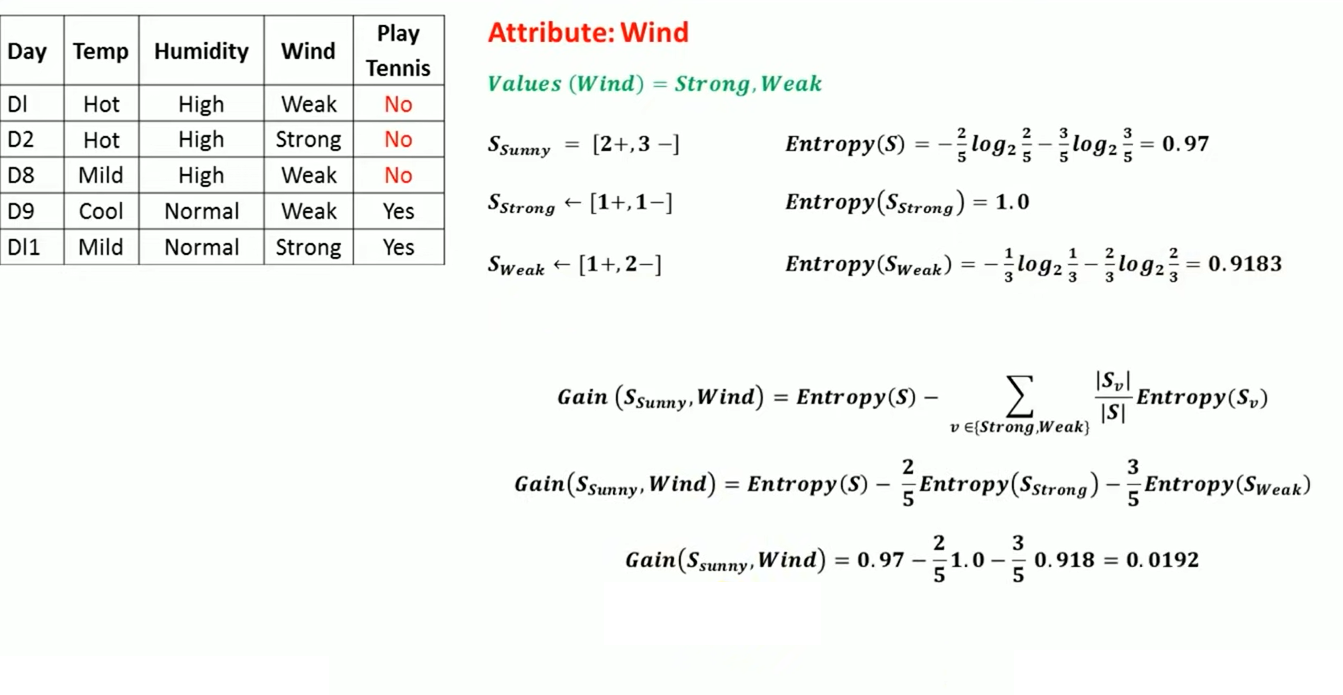 Day Temp Humidity Wind Play Tennis
Dl Hot High Weak No
D2 Hot High Strong No
D8 Mild High Weak No
D9 Cool Normal Weak Yes
Dl1 Mild Normal Strong Yes
Attribute: Wind
Values (Wind) = Strong, Weak
S_Sunny = [2+, 3 −] Entropy(S) = −2/5 log₂ 2/5 − 3/5 log₂ 3/5 = 0.97
S_Strong ← [1+, 1−] Entropy(S_Strong) = 1.0
S_Weak ← [1+, 2−] Entropy(S_Weak) = −1/3 log₂ 1/3 − 2/3 log₂ 2/3 = 0.9183
Gain (S_Sunny, Wind) = Entropy(S) − ∑ v ∈{Strong,Weak} |S_v|/|S| Entropy(S_v)
Gain(S_Sunny, Wind) = Entropy(S) − 2/5 Entropy(S_Strong) − 3/5 Entropy(S_Weak)
Gain(S_sunny, Wind) = 0.97 − 2/5 1.0 − 3/5 0.918 = 0.0192